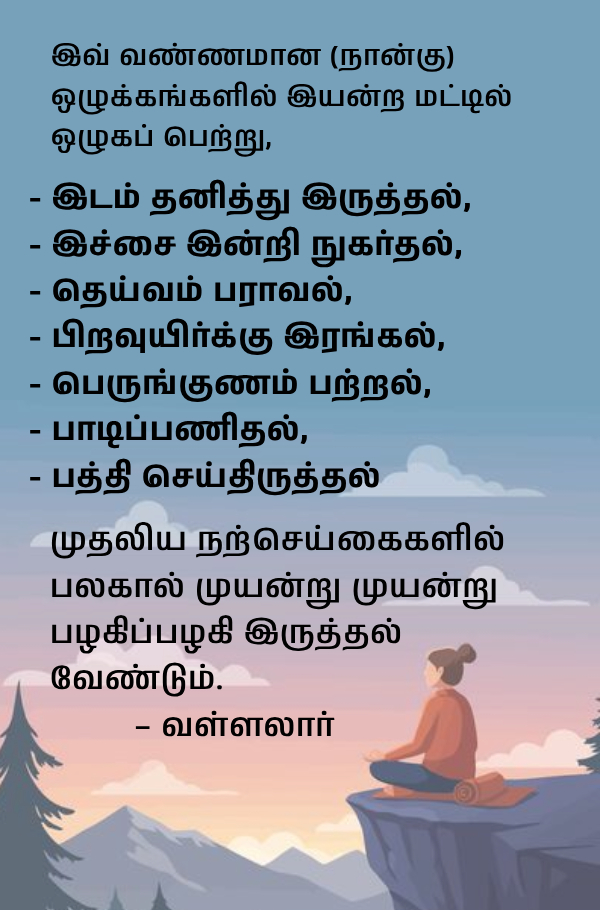 இவ் வண்ணமான (நான்கு)
ஒழுக்கங்களில் இயன்ற மட்டில்
ஒழுகப் பெற்று,
- இடம் தனித்து இருத்தல்,
- இச்சை இன்றி நுகர்தல்,
- தெய்வம் பராவல்,
- பிறவுயிர்க்கு இரங்கல்,
- பெருங்குணம் பற்றல்,
- பாடிப்பணிதல்,
- பத்தி செய்திருத்தல்
முதலிய நற்செய்கைகளில்
பலகால் முயன்று முயன்று
பழகிப்பழகி இருத்தல்
வேண்டும்.
– வள்ளலார்